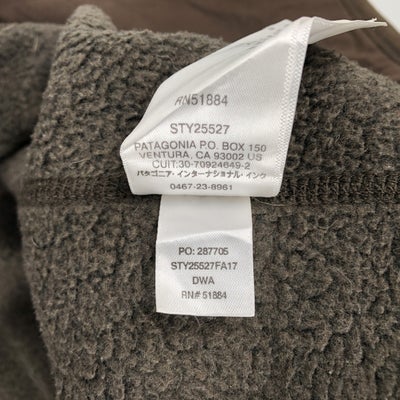 RN51884
STY25527
PATAGONIA P.O. BOX 150
VENTURA, CA 93002 US
CUIT:30-70924649-2
パタゴニア・インターナショナル・インク
0467-23-8961
PO: 287705
STY25527FA17
DWA
RN# 51884